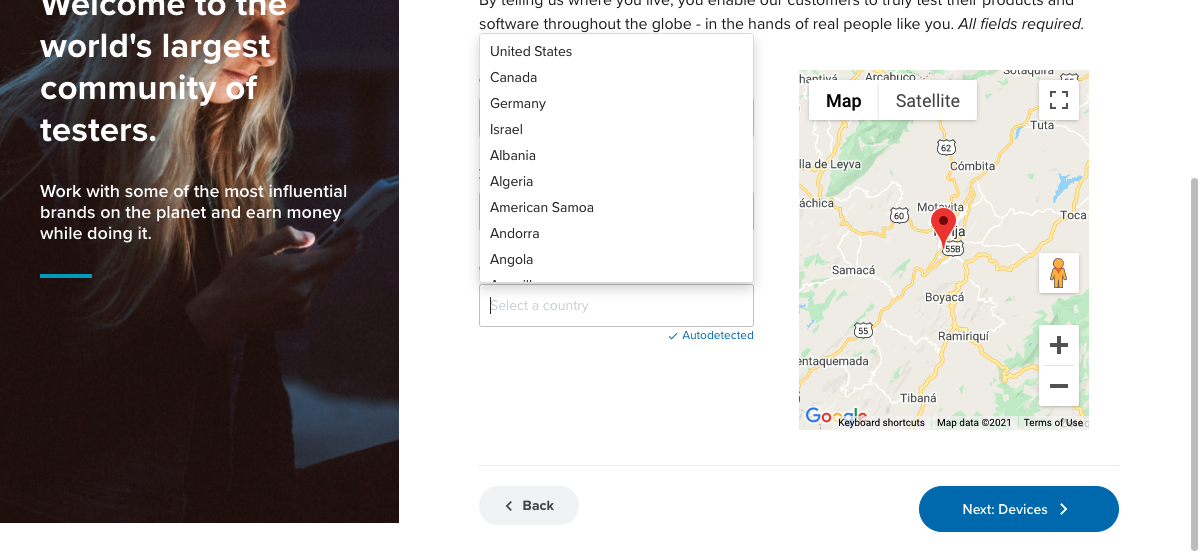 Welcome to the
world's largest
community of
testers.
Work with some of the most influential
brands on the planet and earn money
while doing it.
By telling us where you live, you enable our customers to truly test their products and
software throughout the globe - in the hands of real people like you. All fields required.
United States
Canada
Germany
Israel
Albania
Algeria
American Samoa
Andorra
Angola
Select a country
Autodetected
Arcabuco
Sotaquirá
Map
Satellite
Tuta
62
lla de Leyva
Cómbita
áchica
Motavita
60
Toca
nja
55B
Samacá
Boyacá
55
Ramiriquí
entaquemada
Tibaná
Google
Keyboard shortcuts
Map data ©2021
Terms of Use
Back
Next: Devices